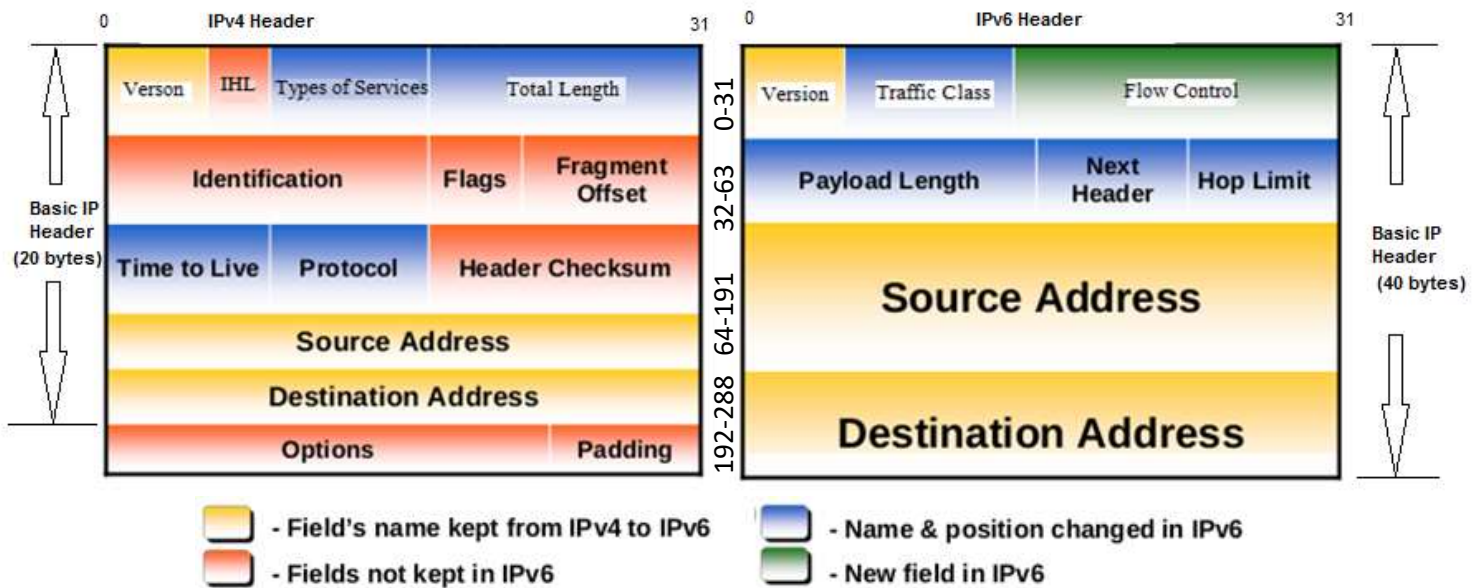 0 IPv4 Header 31
Verson IHL Types of Services Total Length
Identification Flags Fragment Offset
Time to Live Protocol Header Checksum
Source Address
Destination Address
Options Padding
Basic IP
Header
(20 bytes)
0-31
32-63
64-191
192-288
0 IPv6 Header 31
Version Traffic Class Flow Control
Payload Length Next Header Hop Limit
Source Address
Destination Address
Basic IP
Header
(40 bytes)
- Field's name kept from IPv4 to IPv6
- Fields not kept in IPv6
- Name & position changed in IPv6
- New field in IPv6